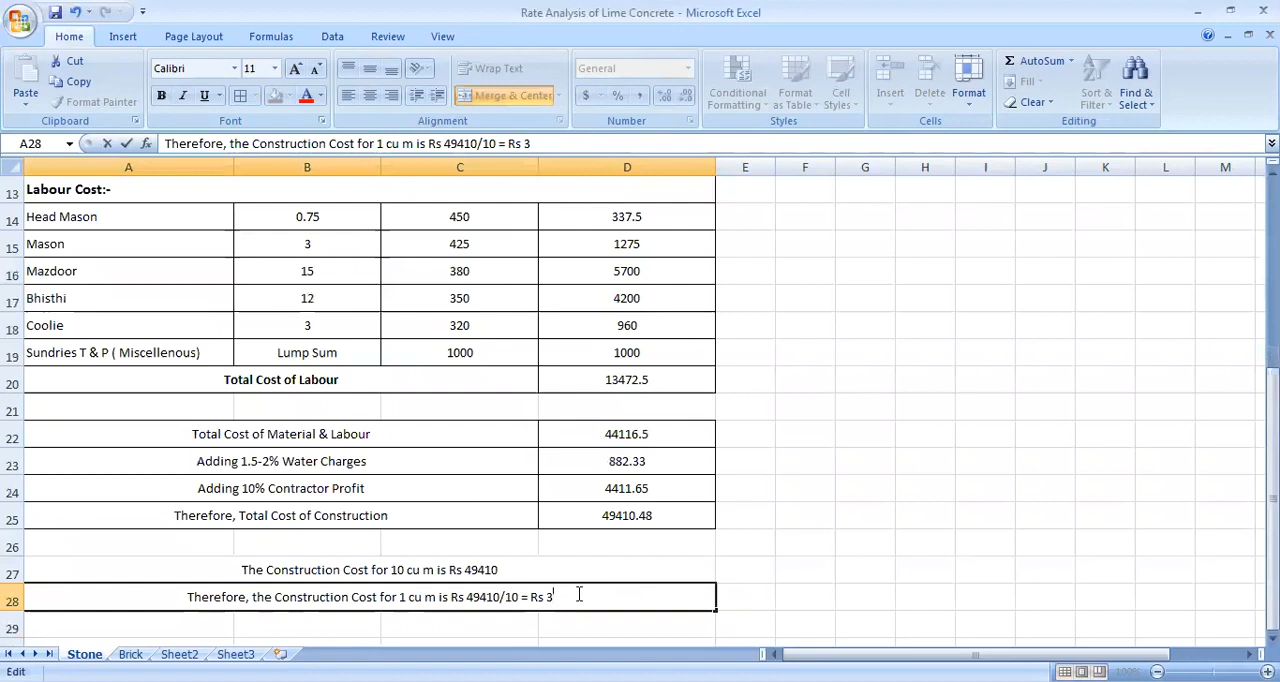 Rate Analysis of Lime Concrete - Microsoft Excel
Home Insert Page Layout Formulas Data Review View
Paste Cut Copy Format Painter
Calibri 11
B I U A
Wrap Text
Merge & Center
General
$ % ,
Conditional Formatting Format as Table Cell Styles
Insert Delete Format
Σ AutoSum Fill Clear
Sort & Filter Find & Select
Clipboard Font Alignment Number Styles Cells Editing
A28 fx Therefore, the Construction Cost for 1 cu m is Rs 49410/10 = Rs 3
A B C D E F G H I J K L M
13 Labour Cost:-
14 Head Mason 0.75 450 337.5
15 Mason 3 425 1275
16 Mazdoor 15 380 5700
17 Bhisthi 12 350 4200
18 Coolie 3 320 960
19 Sundries T & P ( Miscellenous) Lump Sum 1000 1000
20 Total Cost of Labour 13472.5
21
22 Total Cost of Material & Labour 44116.5
23 Adding 1.5-2% Water Charges 882.33
24 Adding 10% Contractor Profit 4411.65
25 Therefore, Total Cost of Construction 49410.48
26
27 The Construction Cost for 10 cu m is Rs 49410
28 Therefore, the Construction Cost for 1 cu m is Rs 49410/10 = Rs 3
29
Stone Brick Sheet2 Sheet3
Edit 100%